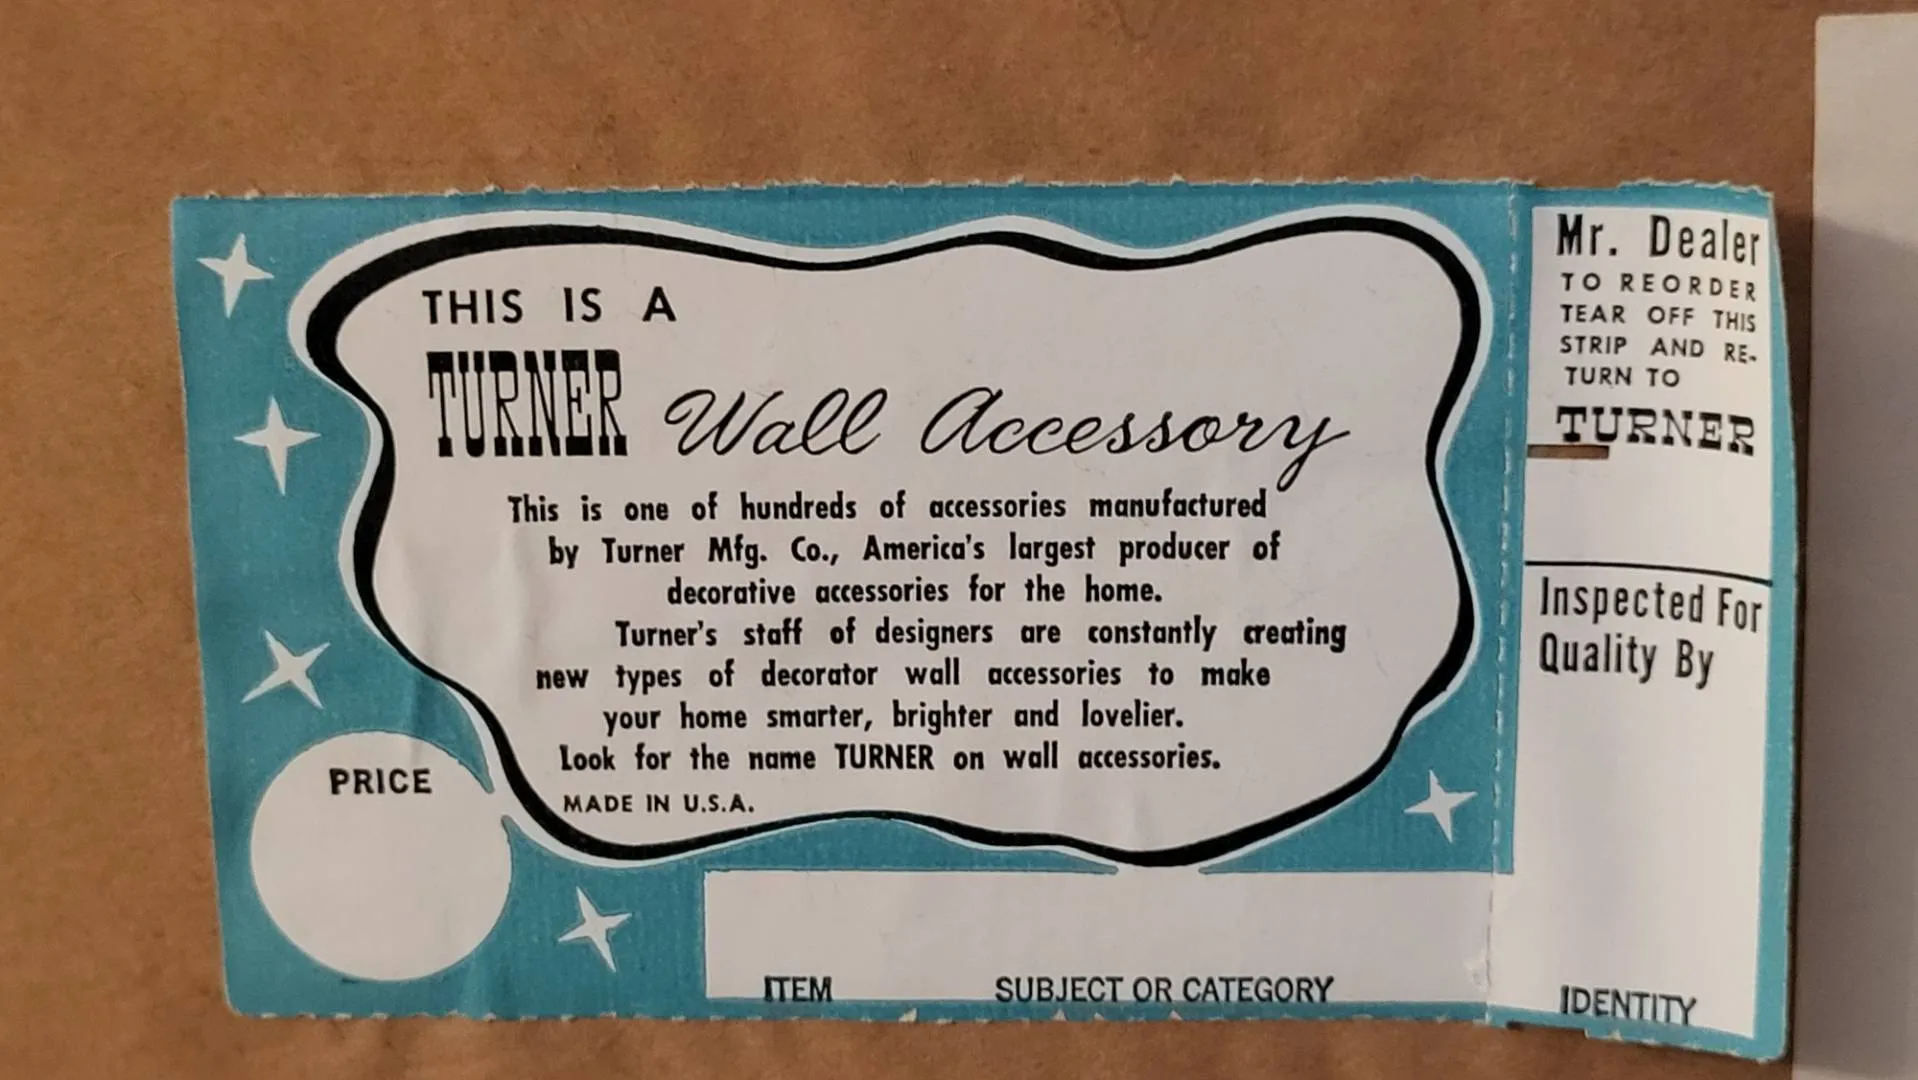 THIS IS A
TURNER Wall Accessory
This is one of hundreds of accessories manufactured
by Turner Mfg. Co., America's largest producer of
decorative accessories for the home.
Turner's staff of designers are constantly creating
new types of decorator wall accessories to make
your home smarter, brighter and lovelier.
Look for the name TURNER on wall accessories.
MADE IN U.S.A.
PRICE
ITEM SUBJECT OR CATEGORY
Mr. Dealer
TO REORDER
TEAR OFF THIS
STRIP AND RE-
TURN TO
TURNER
Inspected For
Quality By
IDENTITY